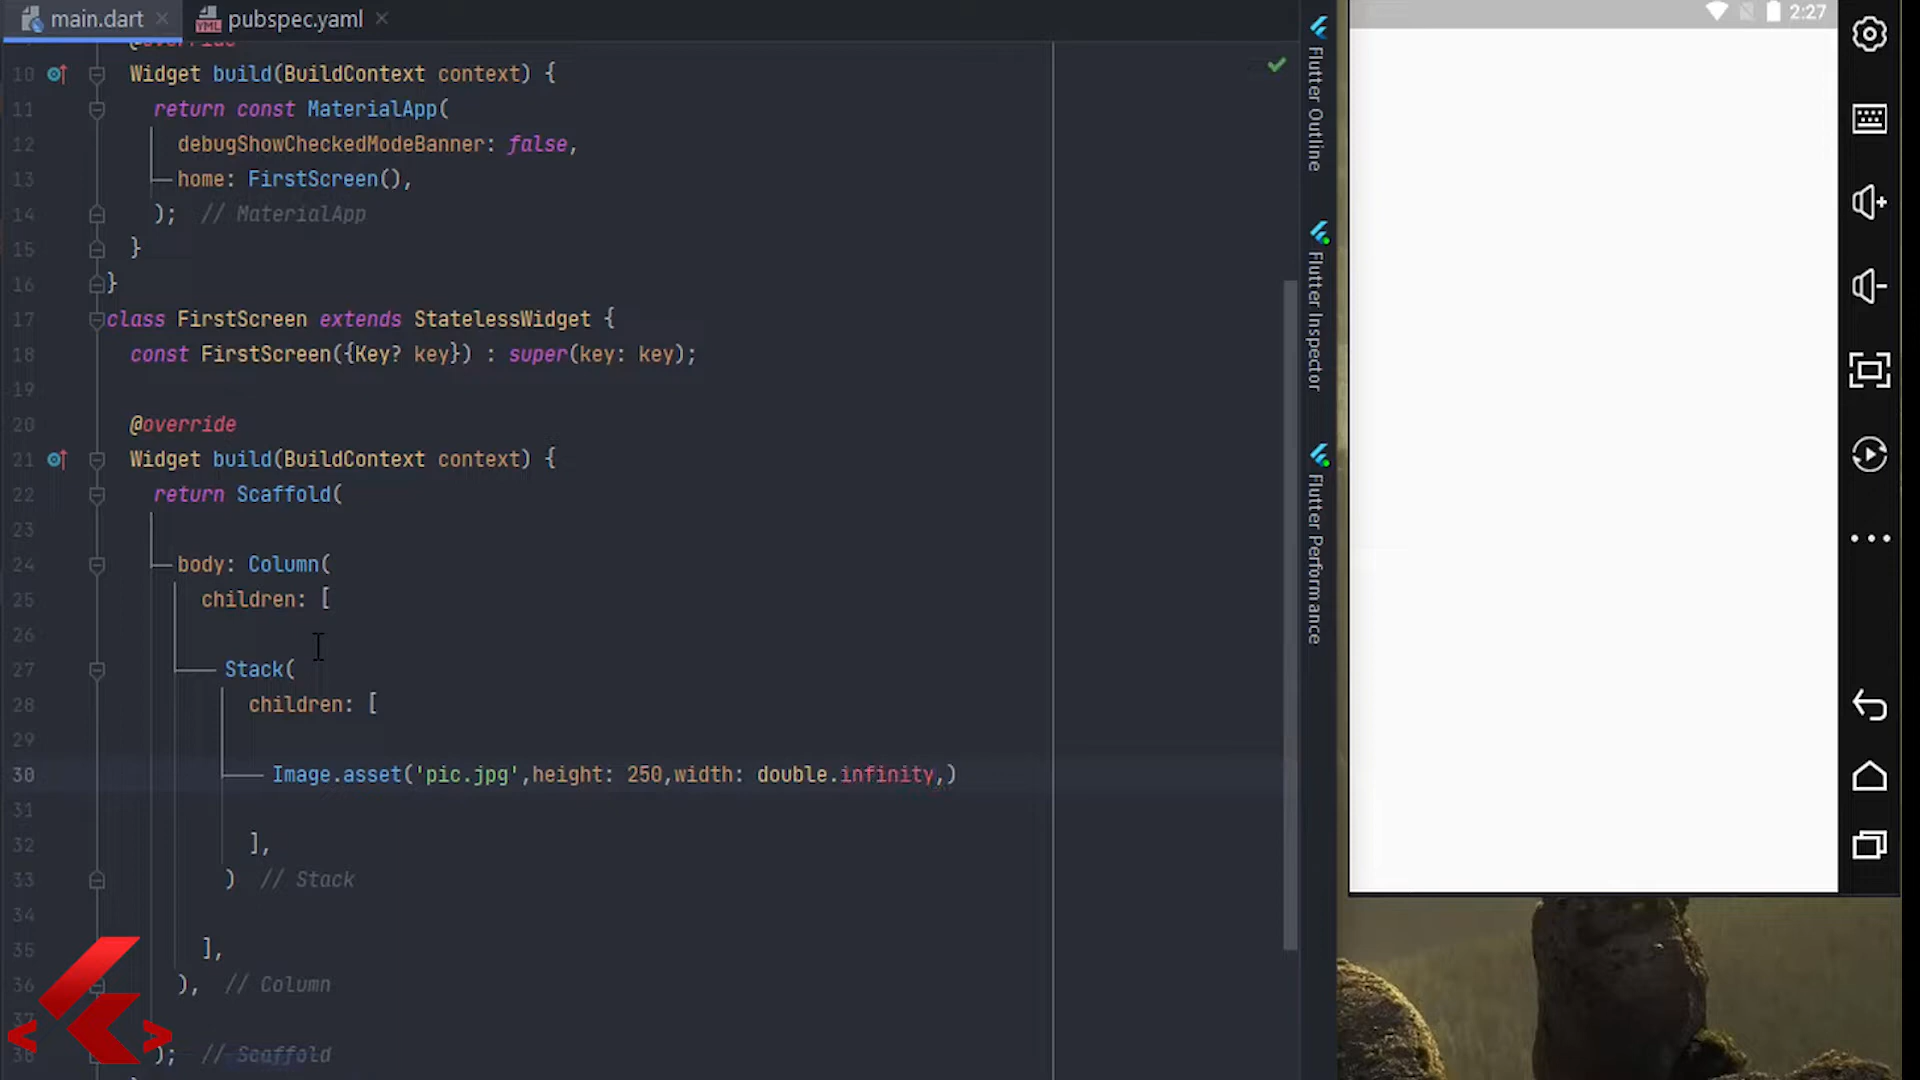 main.dart
pubspec.yaml
@override
10 Widget build(BuildContext context) {
11 return const MaterialApp(
12 debugShowCheckedModeBanner: false,
13 home: FirstScreen(),
14 ); // MaterialApp
15 }
16 }
17 class FirstScreen extends StatelessWidget {
18 const FirstScreen({Key? key}) : super(key: key);
19
20 @override
21 Widget build(BuildContext context) {
22 return Scaffold(
23
24 body: Column(
25 children: [
26
27 Stack(
28 children: [
29
30 Image.asset('pic.jpg',height: 250,width: double.infinity,)
31
32 ],
33 ) // Stack
34
35 ],
36 ), // Column
37
38 ); // Scaffold
Flutter Outline
Flutter Inspector
Flutter Performance
2:27